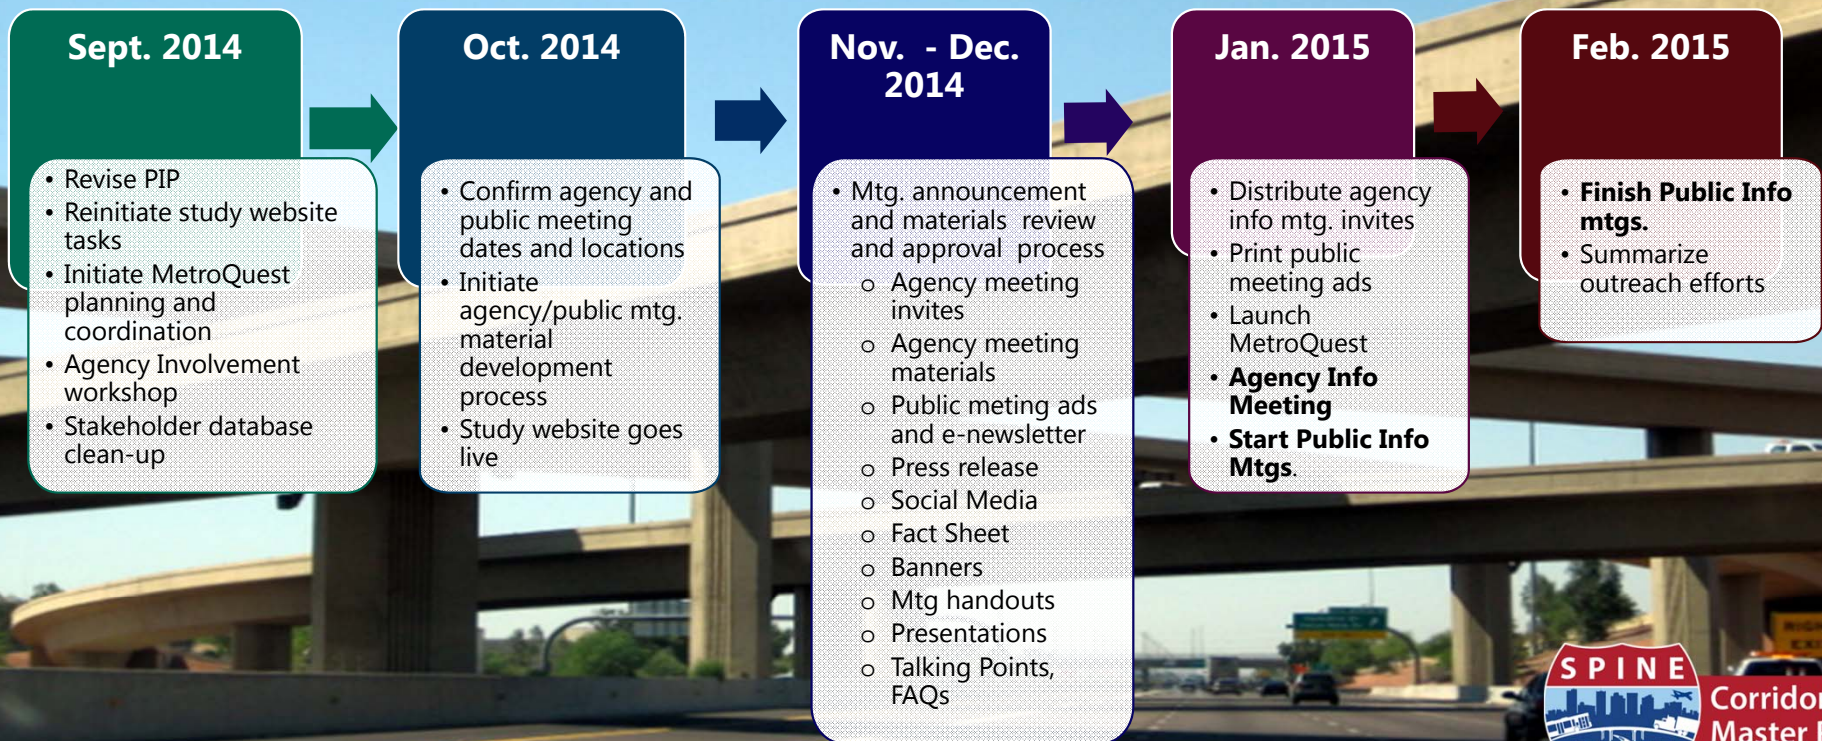 Sept. 2014
• Revise PIP
• Reinitiate study website
tasks
• Initiate MetroQuest
planning and
coordination
• Agency Involvement
workshop
• Stakeholder database
clean-up
Oct. 2014
• Confirm agency and
public meeting
dates and locations
• Initiate
agency/public mtg.
material
development
process
• Study website goes
live
Nov. - Dec.
2014
• Mtg. announcement
and materials review
and approval process
o Agency meeting
invites
o Agency meeting
materials
o Public meting ads
and e-newsletter
o Press release
o Social Media
o Fact Sheet
o Banners
o Mtg handouts
o Presentations
o Talking Points,
FAQs
Jan. 2015
• Distribute agency
info mtg. invites
• Print public
meeting ads
• Launch
MetroQuest
• Agency Info
Meeting
• Start Public Info
Mtgs.
Feb. 2015
• Finish Public Info
mtgs.
• Summarize
outreach efforts
SPINE
Corridor
Master